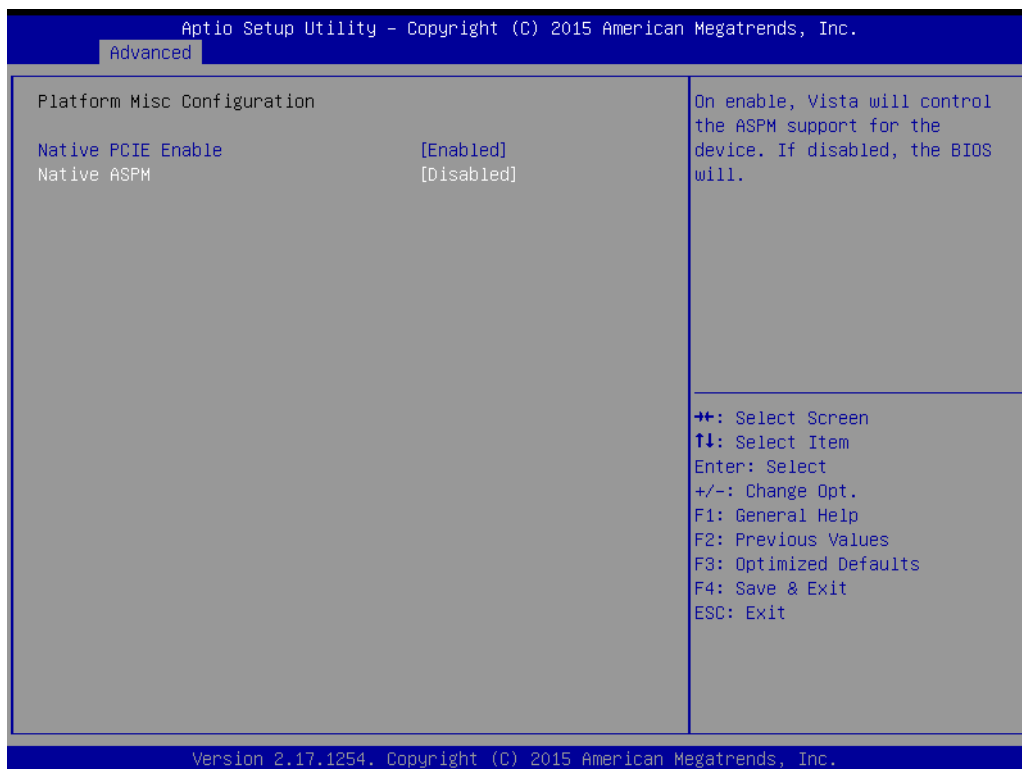 Aptio Setup Utility – Copyright (C) 2015 American Megatrends, Inc.
Advanced
Platform Misc Configuration
Native PCIE Enable [Enabled]
Native ASPM [Disabled]
On enable, Vista will control
the ASPM support for the
device. If disabled, the BIOS
will.
→←: Select Screen
↑↓: Select Item
Enter: Select
+/-: Change Opt.
F1: General Help
F2: Previous Values
F3: Optimized Defaults
F4: Save & Exit
ESC: Exit
Version 2.17.1254. Copyright (C) 2015 American Megatrends, Inc.